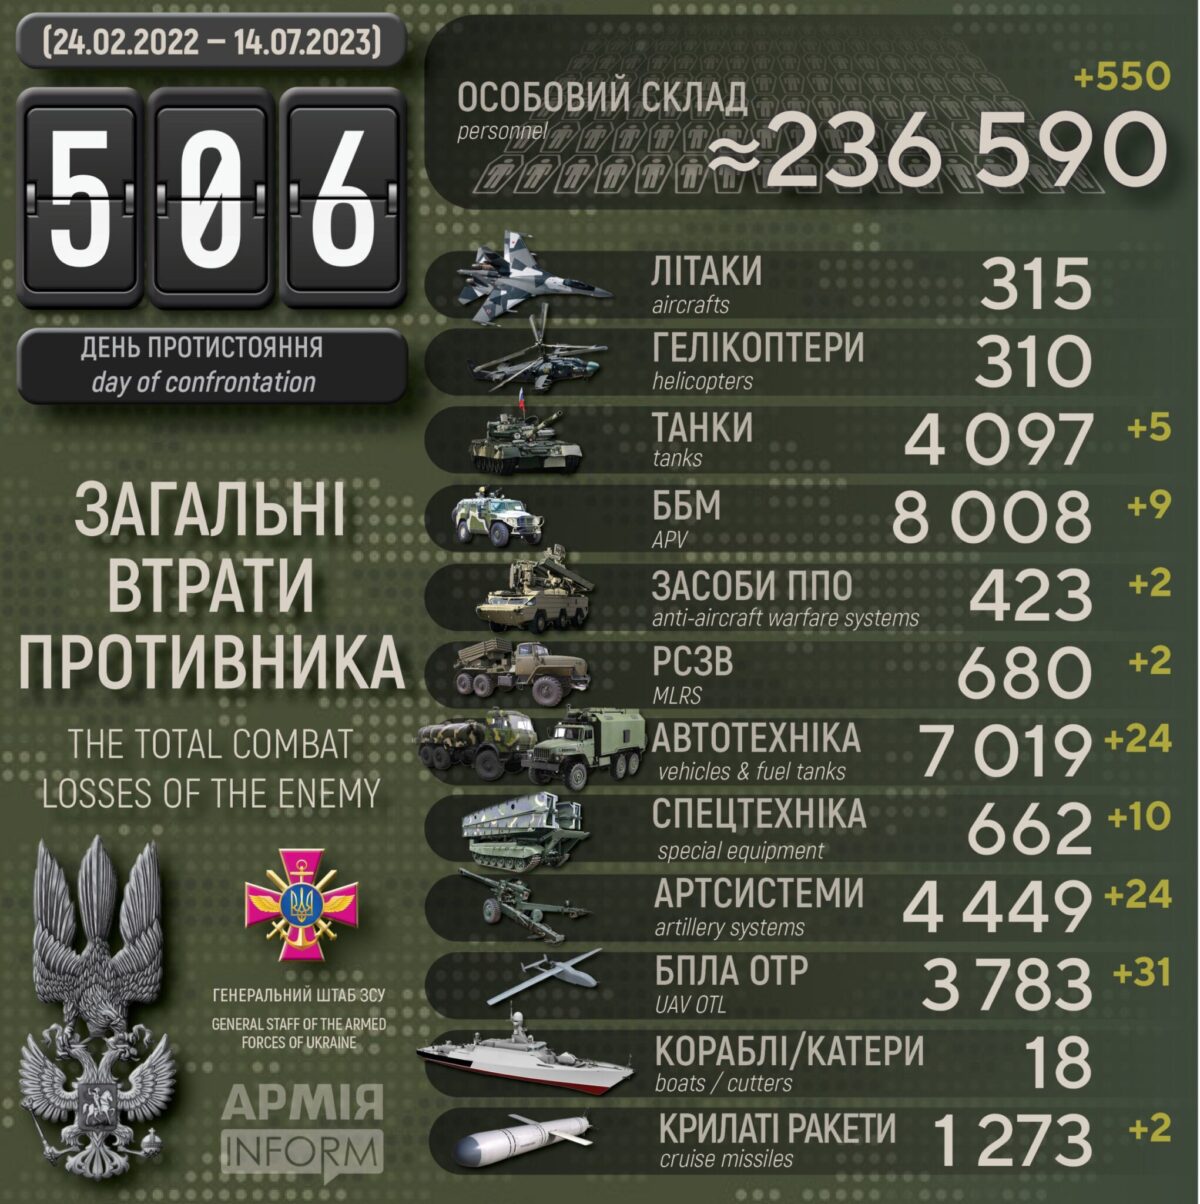 (24.02.2022 – 14.07.2023)
506
ДЕНЬ ПРОТИСТОЯННЯ
day of confrontation
ЗАГАЛЬНІ
ВТРАТИ
ПРОТИВНИКА
THE TOTAL COMBAT
LOSSES OF THE ENEMY
ГЕНЕРАЛЬНИЙ ШТАБ ЗСУ
GENERAL STAFF OF THE ARMED
FORCES OF UKRAINE
АРМІЯ
INFORM
+550
ОСОБОВИЙ СКЛАД
personnel
≈236 590
ЛІТАКИ 315
aircrafts
ГЕЛІКОПТЕРИ 310
helicopters
ТАНКИ 4 097 +5
tanks
ББМ 8 008 +9
APV
ЗАСОБИ ППО 423 +2
anti-aircraft warfare systems
РСЗВ 680 +2
MLRS
АВТОТЕХНІКА 7 019 +24
vehicles & fuel tanks
СПЕЦТЕХНІКА 662 +10
special equipment
АРТСИСТЕМИ 4 449 +24
artillery systems
БПЛА ОТР 3 783 +31
UAV OTL
КОРАБЛІ/КАТЕРИ 18
boats / cutters
КРИЛАТІ РАКЕТИ 1 273 +2
cruise missiles